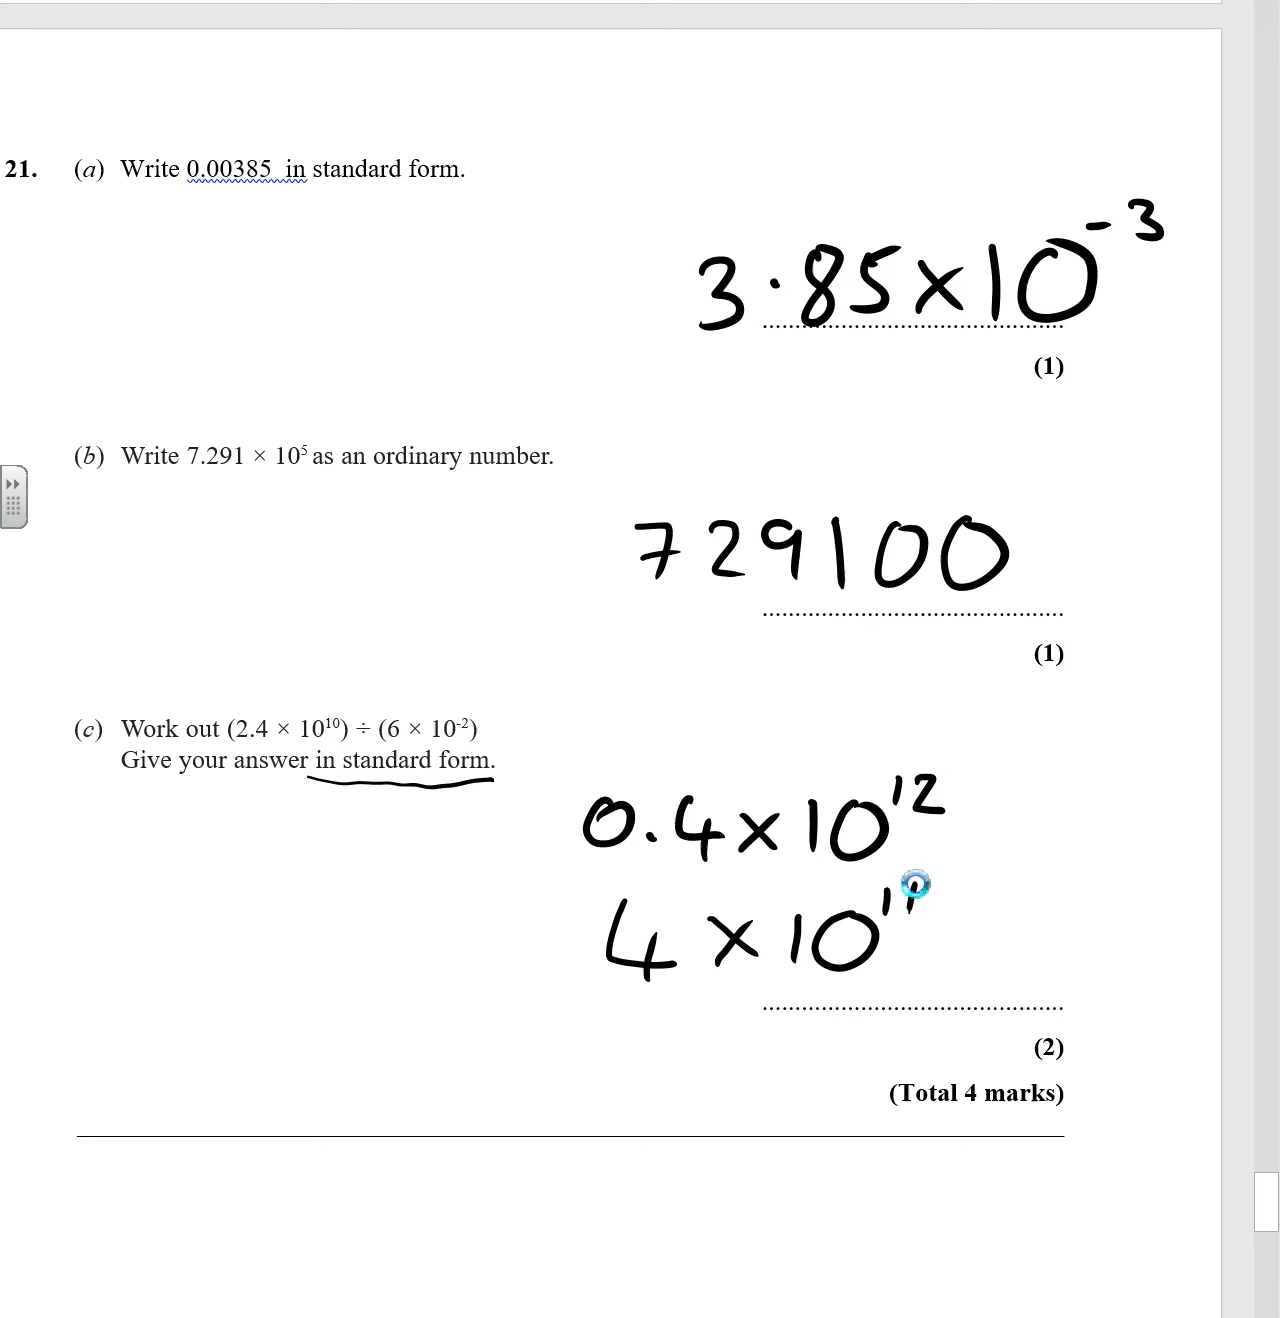 21. (a) Write 0.00385 in standard form.
3.85×10⁻³
(1)
(b) Write 7.291 × 10⁵ as an ordinary number.
729100
(1)
(c) Work out (2.4 × 10¹⁰) ÷ (6 × 10⁻²)
Give your answer in standard form.
0.4×10¹²
4×10¹¹
(2)
(Total 4 marks)